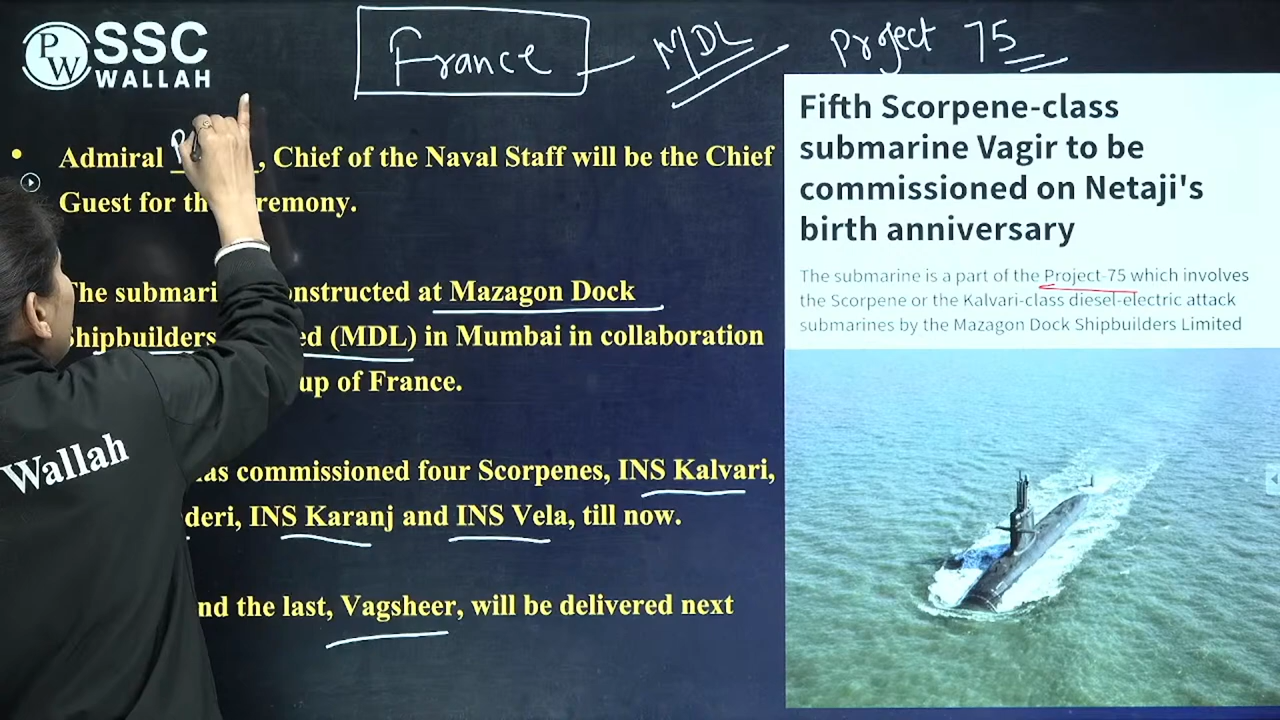 PW SSC
WALLAH
France
MDL
Project 75
Admiral
, Chief of the Naval Staff will be the Chief
Guest for
remony.
he submari
onstructed at Mazagon Dock
hipbuilders
ed (MDL) in Mumbai in collaboration
up of France.
as commissioned four Scorpenes, INS Kalvari,
deri, INS Karanj and INS Vela, till now.
nd the last, Vagsheer, will be delivered next
Wallah
Fifth Scorpene-class
submarine Vagir to be
commissioned on Netaji's
birth anniversary
The submarine is a part of the Project-75 which involves
the Scorpene or the Kalvari-class diesel-electric attack
submarines by the Mazagon Dock Shipbuilders Limited